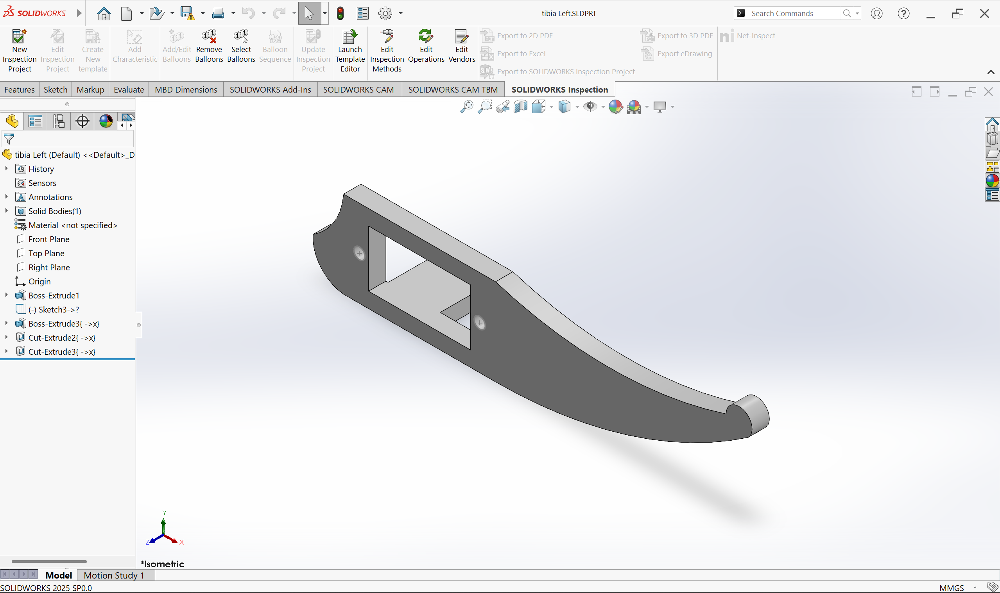 SOLIDWORKS
tibia Left.SLDPRT
Search Commands
New Inspection Project
Edit Inspection Project
Create New template
Add Characteristic
Add/Edit Balloons
Remove Balloons
Select Balloons
Balloon Sequence
Update Inspection Project
Launch Template Editor
Edit Inspection Methods
Edit Operations
Edit Vendors
Export to 2D PDF
Export to Excel
Export to SOLIDWORKS Inspection Project
Export to 3D PDF
Export eDrawing
Net-Inspect
Features
Sketch
Markup
Evaluate
MBD Dimensions
SOLIDWORKS Add-Ins
SOLIDWORKS CAM
SOLIDWORKS CAM TBM
SOLIDWORKS Inspection
tibia Left (Default) <<Default>_D
History
Sensors
Annotations
Solid Bodies(1)
Material <not specified>
Front Plane
Top Plane
Right Plane
Origin
Boss-Extrude1
(-) Sketch3->?
Boss-Extrude3{ ->x}
Cut-Extrude2{ ->x}
Cut-Extrude3{ ->x}
Y
Z
X
*Isometric
Model
Motion Study 1
SOLIDWORKS 2025 SP0.0
MMGS